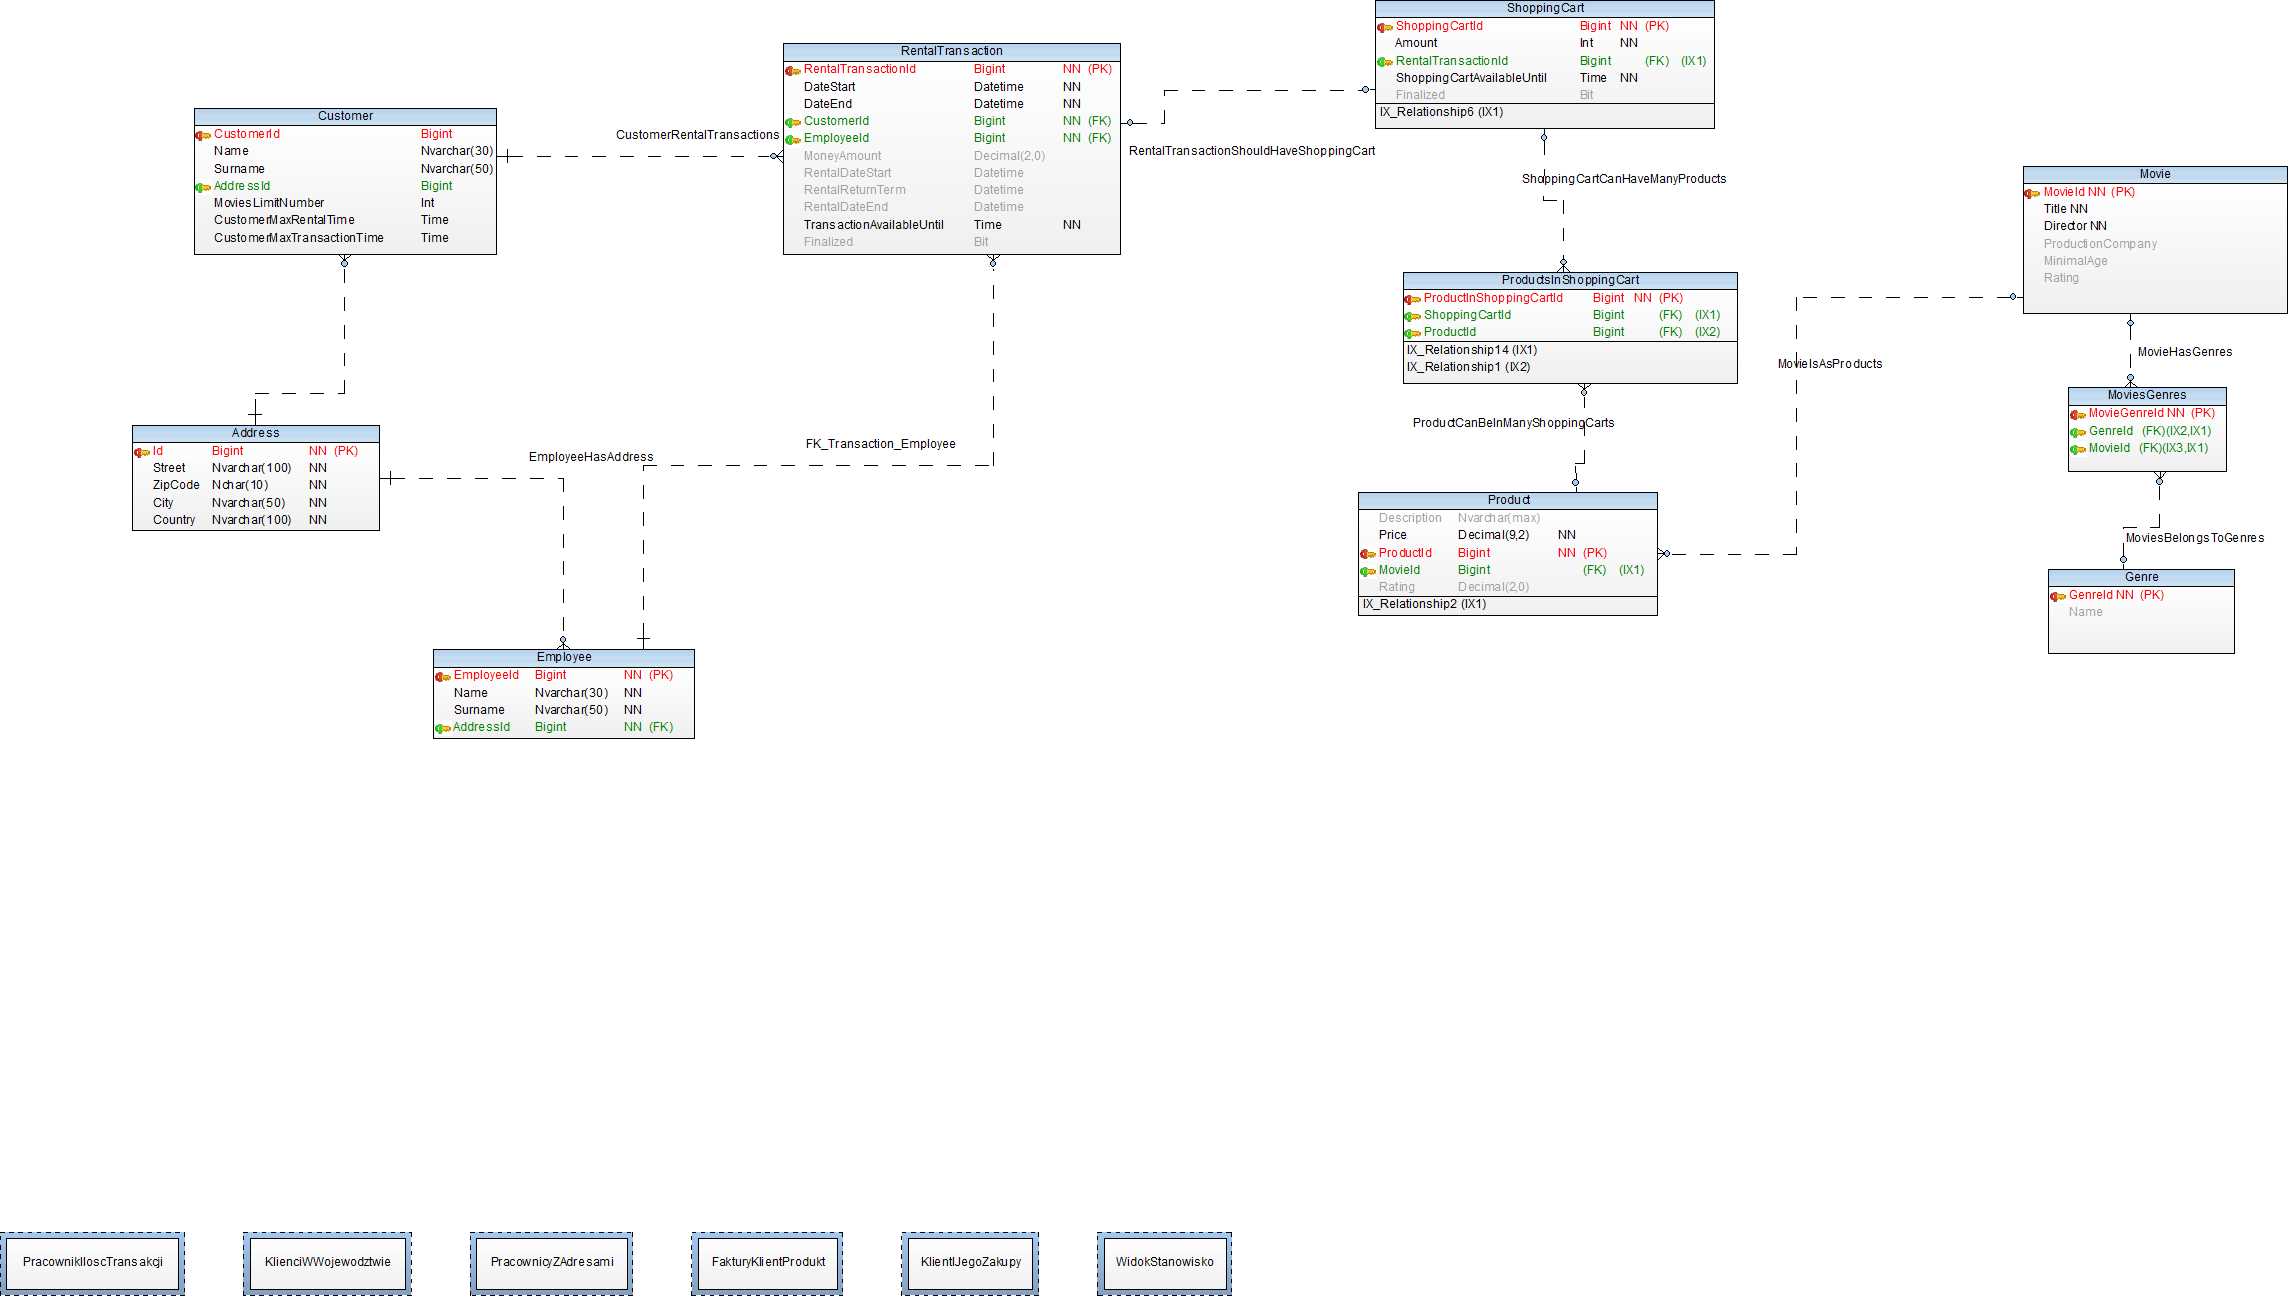 Customer
CustomerId Bigint
Name Nvarchar(30)
Surname Nvarchar(50)
AddressId Bigint
MoviesLimitNumber Int
CustomerMaxRentalTime Time
CustomerMaxTransactionTime Time
CustomerRentalTransactions
RentalTransaction
RentalTransactionId Bigint NN (PK)
DateStart Datetime NN
DateEnd Datetime NN
CustomerId Bigint NN (FK)
EmployeeId Bigint NN (FK)
MoneyAmount Decimal(2,0)
RentalDateStart Datetime
RentalReturnTerm Datetime
RentalDateEnd Datetime
TransactionAvailableUntil Time NN
Finalized Bit
RentalTransactionShouldHaveShoppingCart
ShoppingCart
ShoppingCartId Bigint NN (PK)
Amount Int NN
RentalTransactionId Bigint (FK) (IX1)
ShoppingCartAvailableUntil Time NN
Finalized Bit
IX_Relationship6 (IX1)
ShoppingCartCanHaveManyProducts
ProductsInShoppingCart
ProductInShoppingCartId Bigint NN (PK)
ShoppingCartId Bigint (FK) (IX1)
ProductId Bigint (FK) (IX2)
IX_Relationship14 (IX1)
IX_Relationship1 (IX2)
ProductCanBeInManyShoppingCarts
MovieIsAsProducts
Movie
MovieId NN (PK)
Title NN
Director NN
ProductionCompany
MinimalAge
Rating
MovieHasGenres
MoviesGenres
MovieGenreId NN (PK)
GenreId (FK)(IX2,IX1)
MovieId (FK)(IX3,IX1)
MoviesBelongsToGenres
Genre
GenreId NN (PK)
Name
Product
Description Nvarchar(max)
Price Decimal(9,2) NN
ProductId Bigint NN (PK)
MovieId Bigint (FK) (IX1)
Rating Decimal(2,0)
IX_Relationship2 (IX1)
Address
Id Bigint NN (PK)
Street Nvarchar(100) NN
ZipCode Nchar(10) NN
City Nvarchar(50) NN
Country Nvarchar(100) NN
EmployeeHasAddress
FK_Transaction_Employee
Employee
EmployeeId Bigint NN (PK)
Name Nvarchar(30) NN
Surname Nvarchar(50) NN
AddressId Bigint NN (FK)
PracownikIloscTransakcji
KlienciWWojewodztwie
PracownicyZAdresami
FakturyKlientProdukt
KlientIJegoZakupy
WidokStanowisko